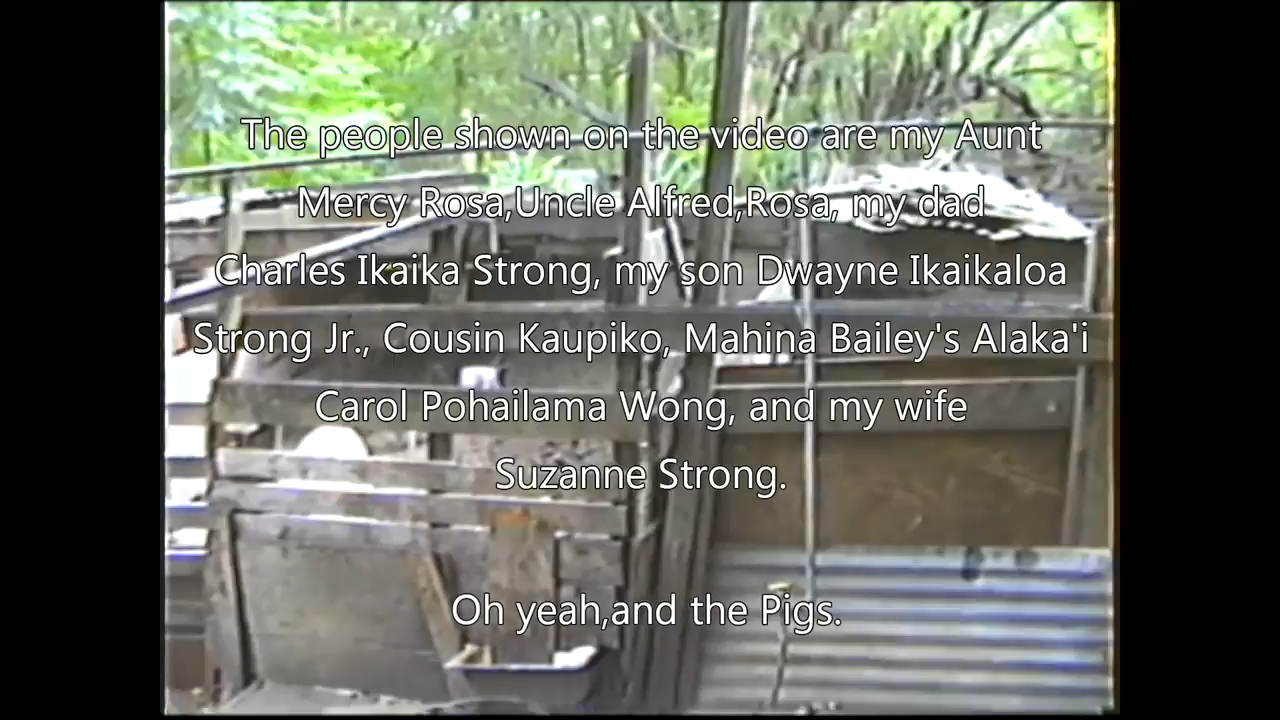 The people shown on the video are my Aunt
Mercy Rosa,Uncle Alfred,Rosa, my dad
Charles Ikaika Strong, my son Dwayne Ikaikaloa
Strong Jr., Cousin Kaupiko, Mahina Bailey's Alaka'i
Carol Pohailama Wong, and my wife
Suzanne Strong.
Oh yeah,and the Pigs.